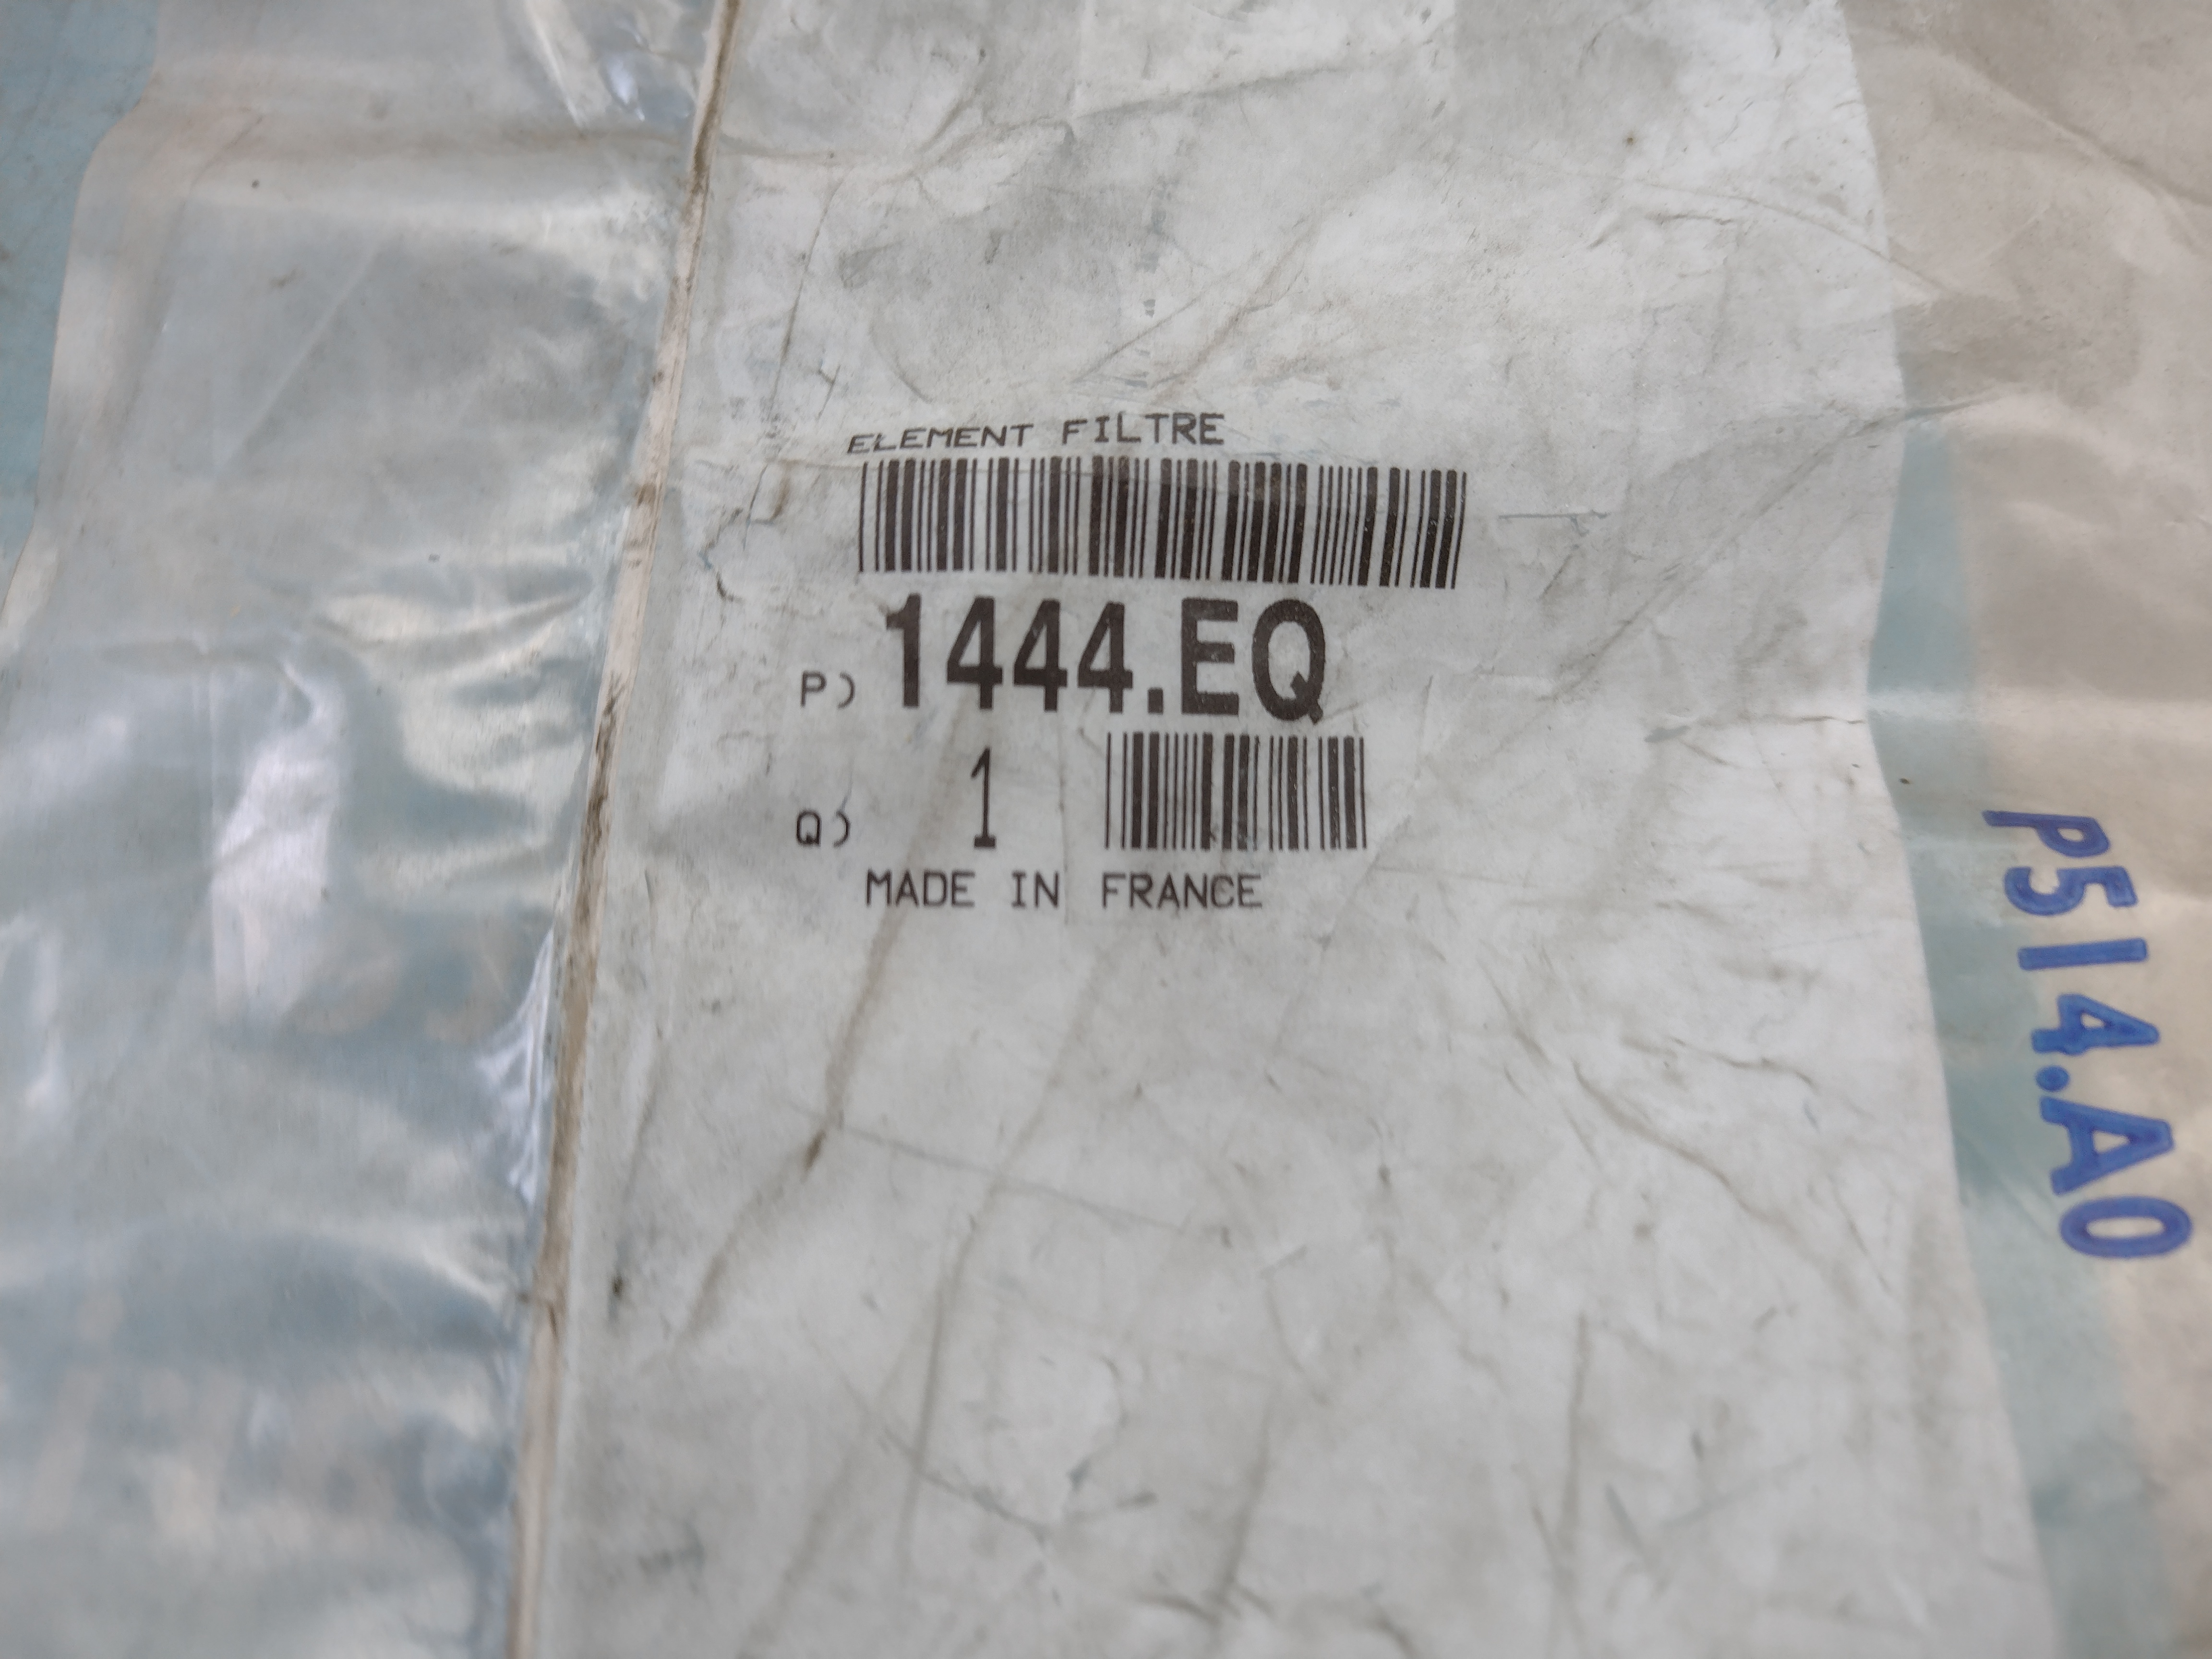 ELEMENT FILTRE
P) 1444.EQ
Q) 1
MADE IN FRANCE
P514.A0